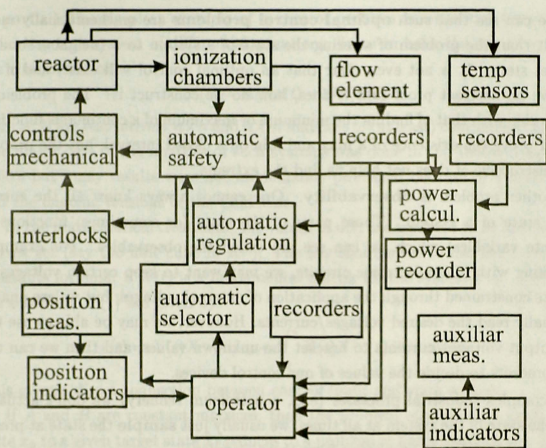 reactor
ionization
chambers
flow
element
temp
sensors
controls
mechanical
automatic
safety
recorders
recorders
power
calcul.
power
recorder
interlocks
automatic
regulation
position
meas.
automatic
selector
recorders
auxiliar
meas.
position
indicators
operator
auxiliar
indicators